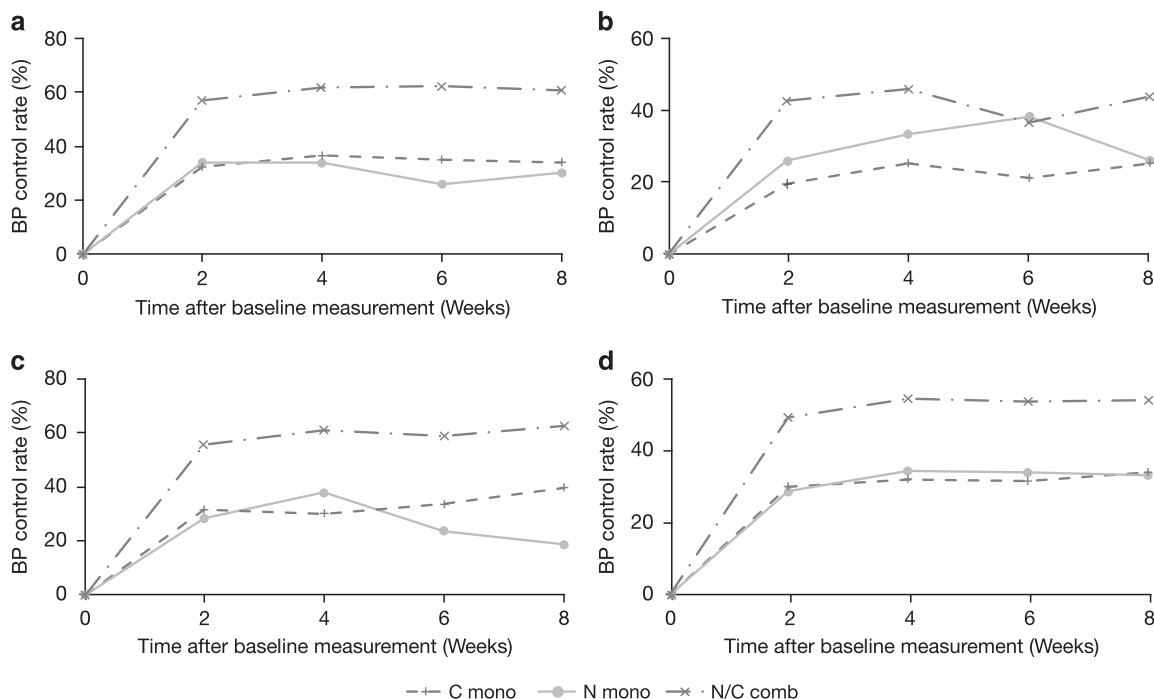 a
80
60
40
20
0
BP control rate (%)
0 2 4 6 8
Time after baseline measurement (Weeks)
b
60
40
20
0
BP control rate (%)
0 2 4 6 8
Time after baseline measurement (Weeks)
c
80
60
40
20
0
BP control rate (%)
0 2 4 6 8
Time after baseline measurement (Weeks)
d
60
40
20
0
BP control rate (%)
0 2 4 6 8
Time after baseline measurement (Weeks)
C mono N mono N/C comb